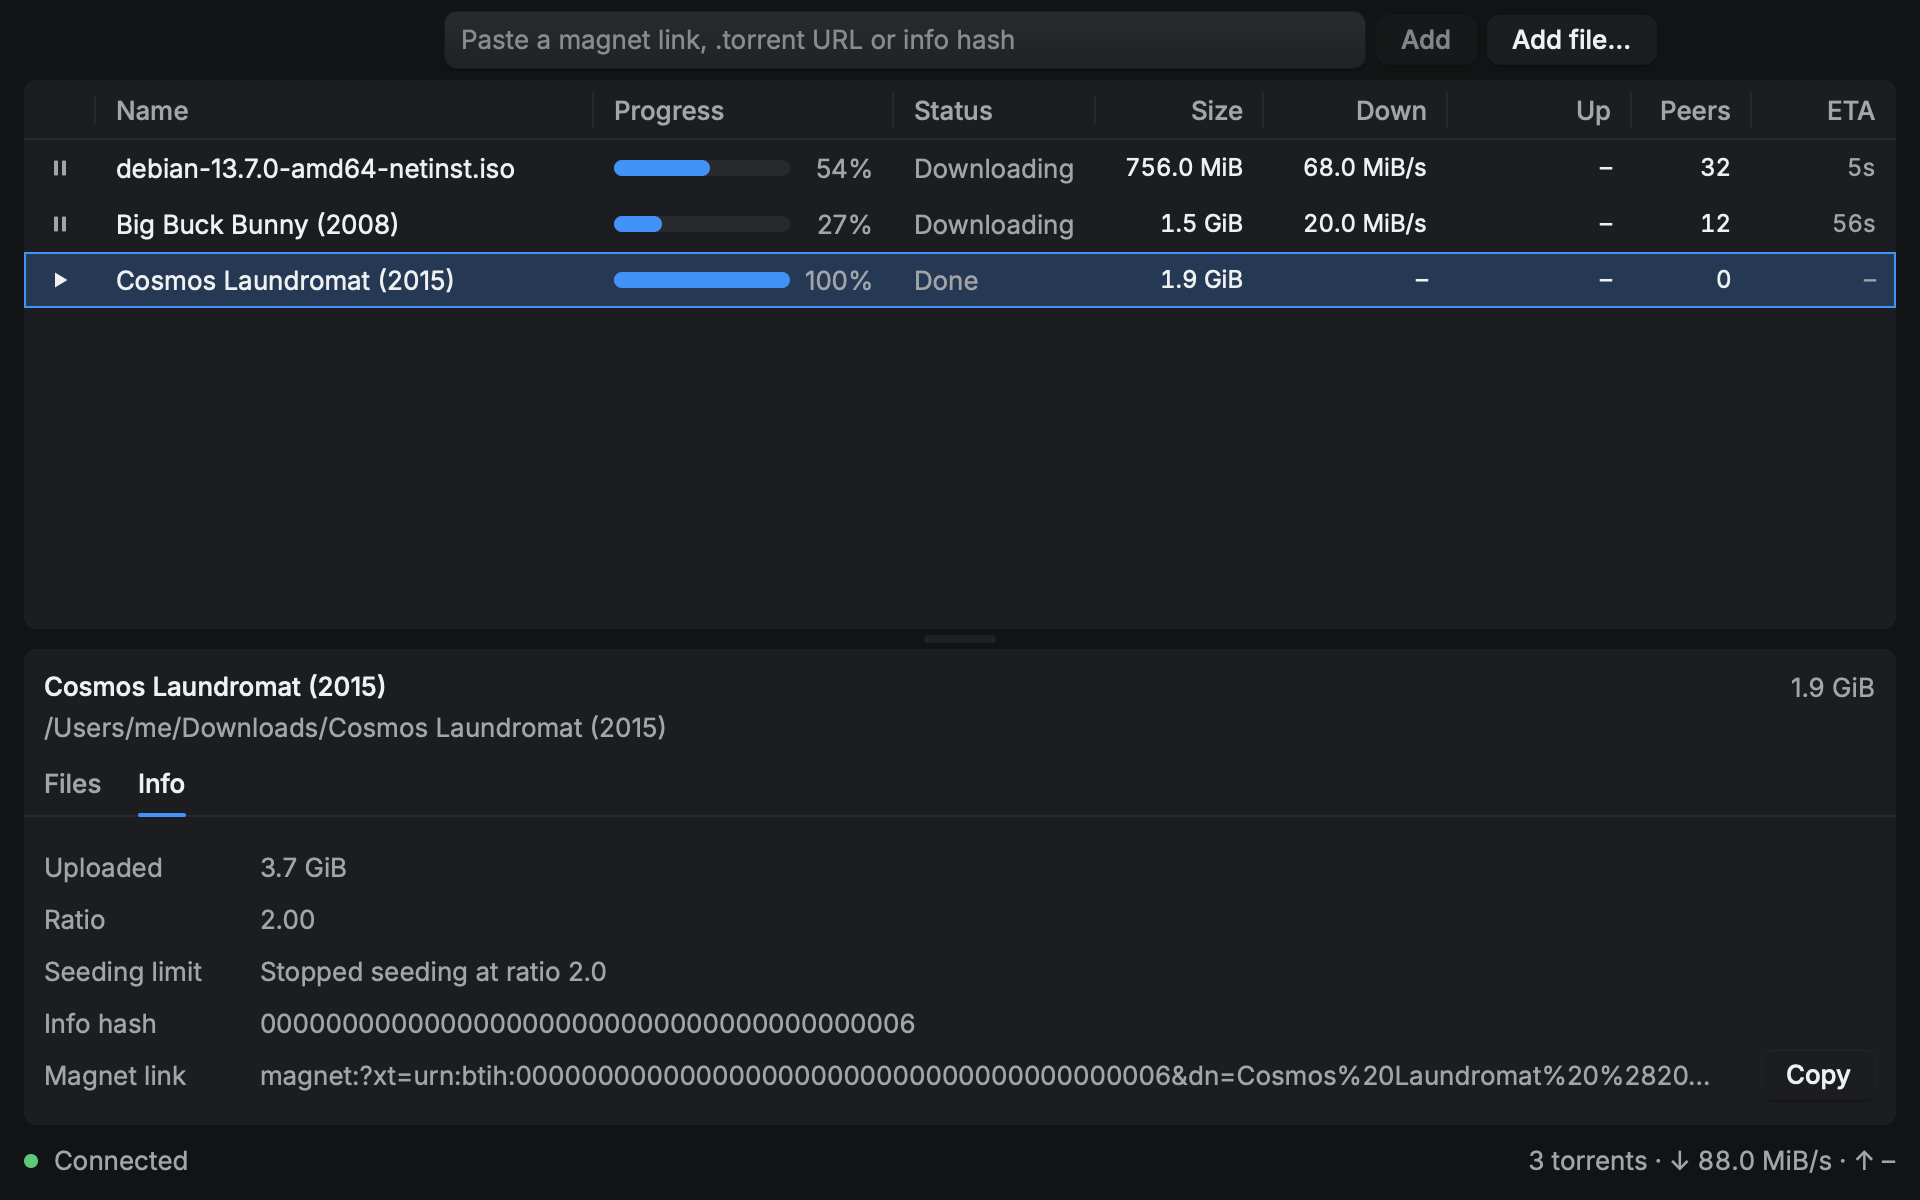 Paste a magnet link, .torrent URL or info hash Add Add file...
Name Progress Status Size Down Up Peers ETA
debian-13.7.0-amd64-netinst.iso 54% Downloading 756.0 MiB 68.0 MiB/s – 32 5s
Big Buck Bunny (2008) 27% Downloading 1.5 GiB 20.0 MiB/s – 12 56s
Cosmos Laundromat (2015) 100% Done 1.9 GiB – – 0 –
Cosmos Laundromat (2015) 1.9 GiB
/Users/me/Downloads/Cosmos Laundromat (2015)
Files Info
Uploaded 3.7 GiB
Ratio 2.00
Seeding limit Stopped seeding at ratio 2.0
Info hash 0000000000000000000000000000000000000006
Magnet link magnet:?xt=urn:btih:0000000000000000000000000000000000000006&dn=Cosmos%20Laundromat%20%2820... Copy
Connected 3 torrents · ↓ 88.0 MiB/s · ↑ –